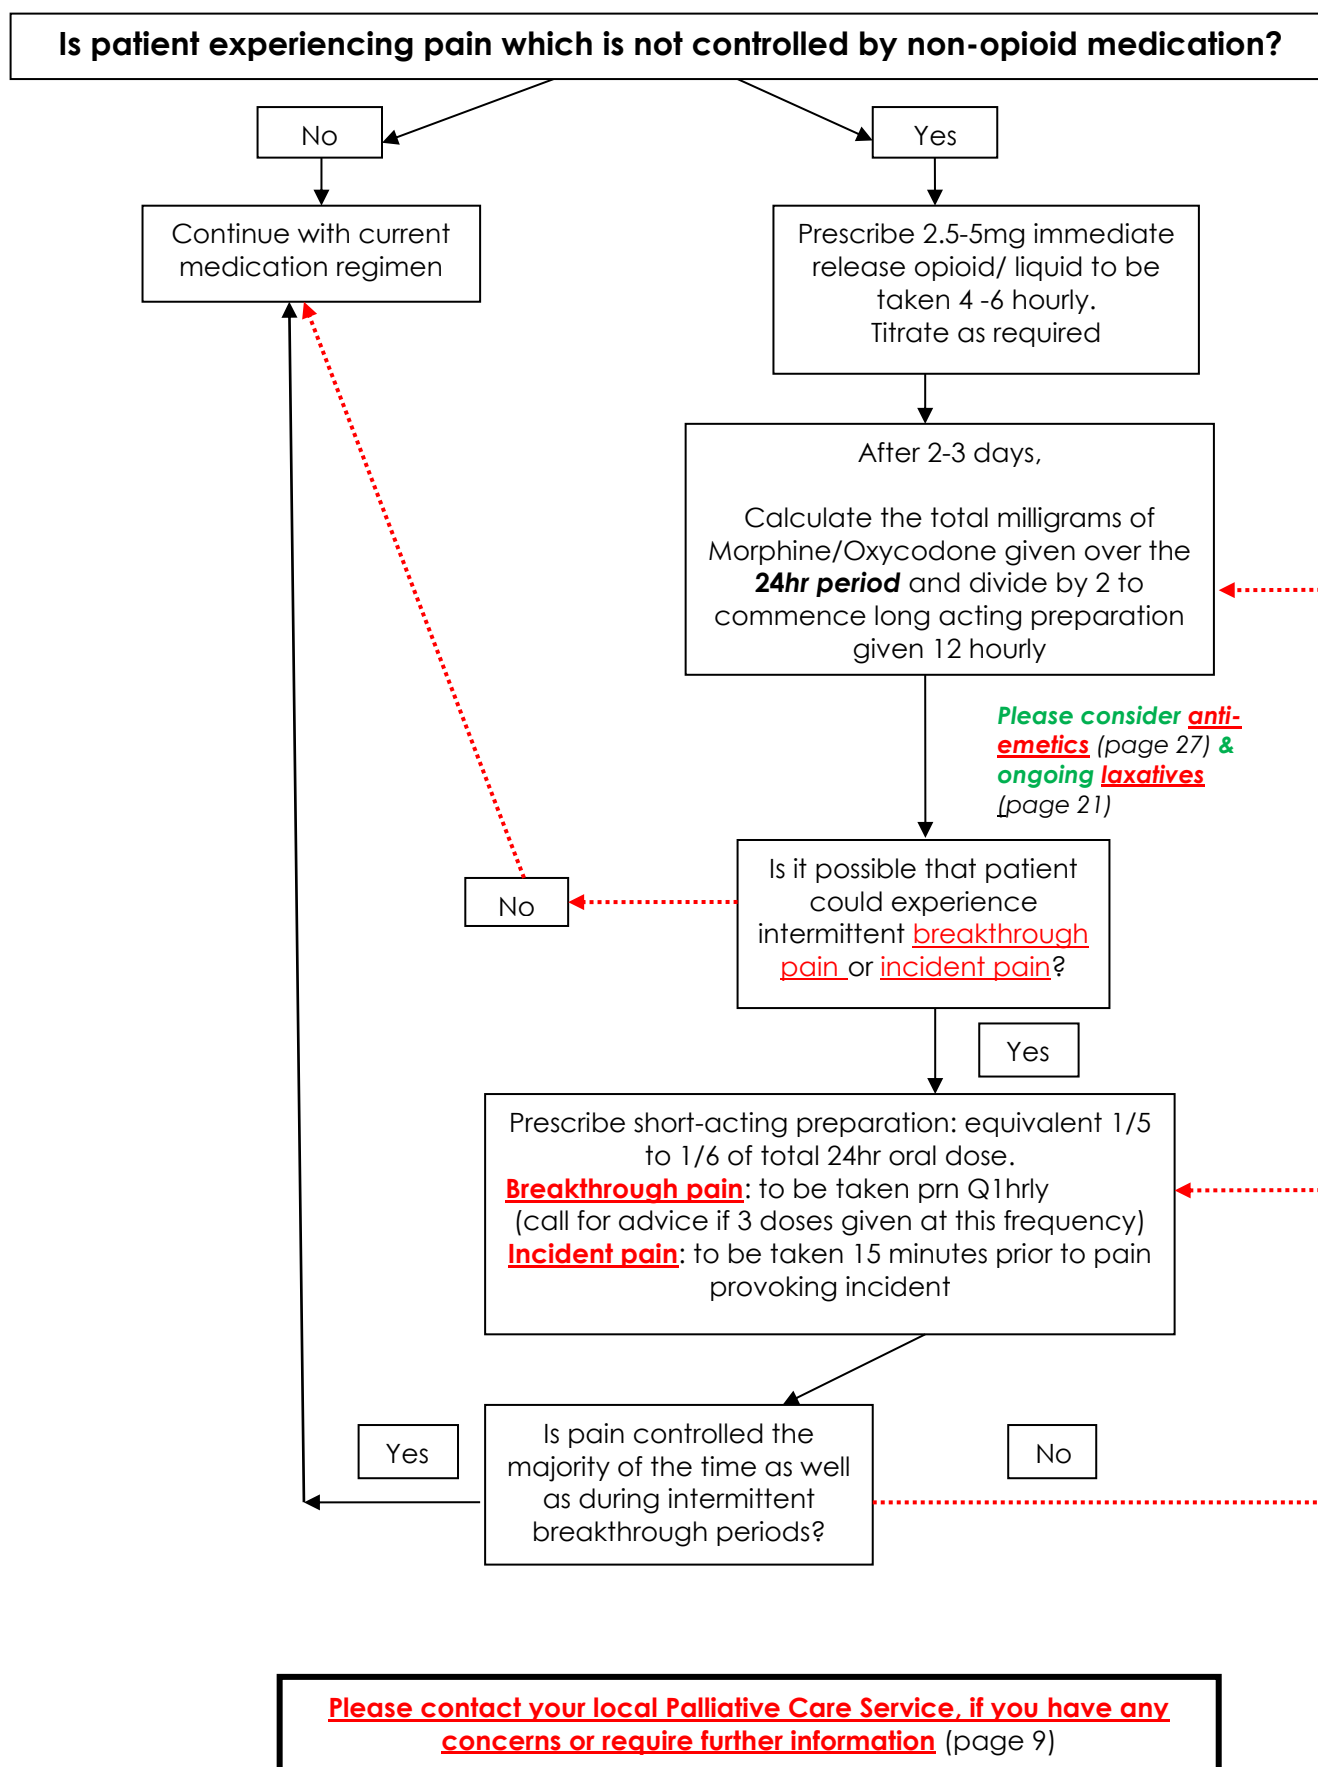 Is patient experiencing pain which is not controlled by non-opioid medication?
No
Yes
Continue with current
medication regimen
Prescribe 2.5-5mg immediate
release opioid/ liquid to be
taken 4 -6 hourly.
Titrate as required
After 2-3 days,
Calculate the total milligrams of
Morphine/Oxycodone given over the
24hr period and divide by 2 to
commence long acting preparation
given 12 hourly
Please consider anti-
emetics (page 27) &
ongoing laxatives
(page 21)
Is it possible that patient
could experience
intermittent breakthrough
pain or incident pain?
No
Yes
Prescribe short-acting preparation: equivalent 1/5
to 1/6 of total 24hr oral dose.
Breakthrough pain: to be taken prn Q1hrly
(call for advice if 3 doses given at this frequency)
Incident pain: to be taken 15 minutes prior to pain
provoking incident
Yes
Is pain controlled the
majority of the time as well
as during intermittent
breakthrough periods?
No
Please contact your local Palliative Care Service, if you have any
concerns or require further information (page 9)